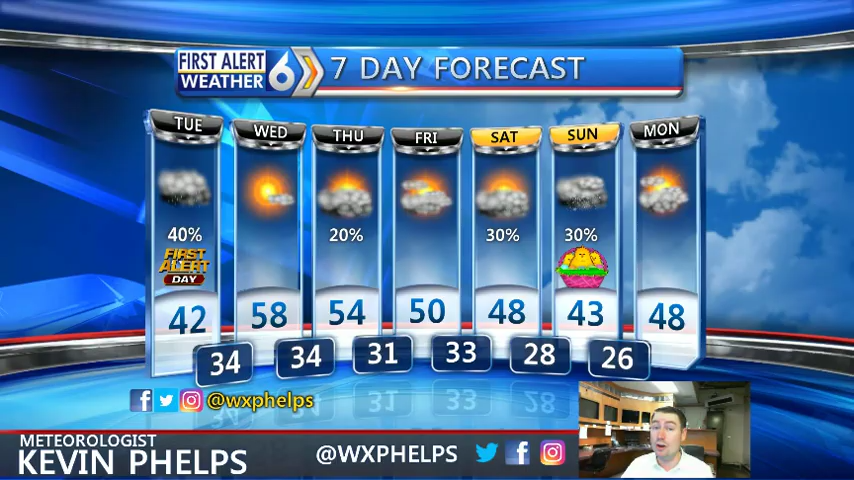 FIRST ALERT
WEATHER 6
7 DAY FORECAST
TUE WED THU FRI SAT SUN MON
40% 20% 30% 30%
FIRST
ALERT
DAY
42 58 54 50 48 43 48
34 34 31 33 28 26
@wxphelps
METEOROLOGIST
KEVIN PHELPS
@WXPHELPS